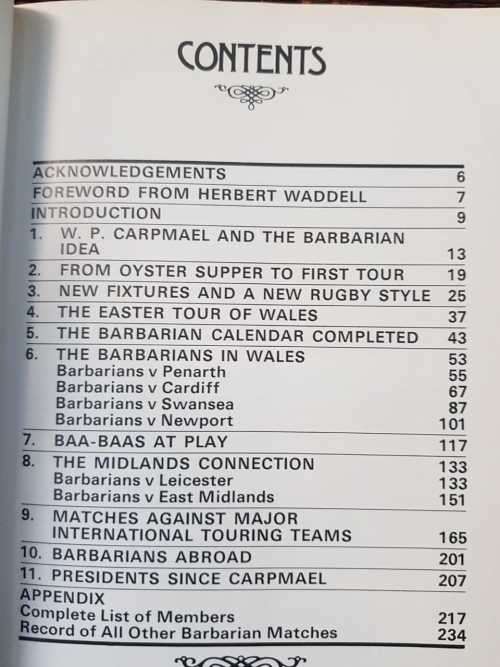 CONTENTS
ACKNOWLEDGEMENTS 6
FOREWORD FROM HERBERT WADDELL 7
INTRODUCTION 9
1. W. P. CARPMAEL AND THE BARBARIAN
IDEA 13
2. FROM OYSTER SUPPER TO FIRST TOUR 19
3. NEW FIXTURES AND A NEW RUGBY STYLE 25
4. THE EASTER TOUR OF WALES 37
5. THE BARBARIAN CALENDAR COMPLETED 43
6. THE BARBARIANS IN WALES 53
Barbarians v Penarth 55
Barbarians v Cardiff 67
Barbarians v Swansea 87
Barbarians v Newport 101
7. BAA-BAAS AT PLAY 117
8. THE MIDLANDS CONNECTION 133
Barbarians v Leicester 133
Barbarians v East Midlands 151
9. MATCHES AGAINST MAJOR
INTERNATIONAL TOURING TEAMS 165
10. BARBARIANS ABROAD 201
11. PRESIDENTS SINCE CARPMAEL 207
APPENDIX
Complete List of Members 217
Record of All Other Barbarian Matches 234